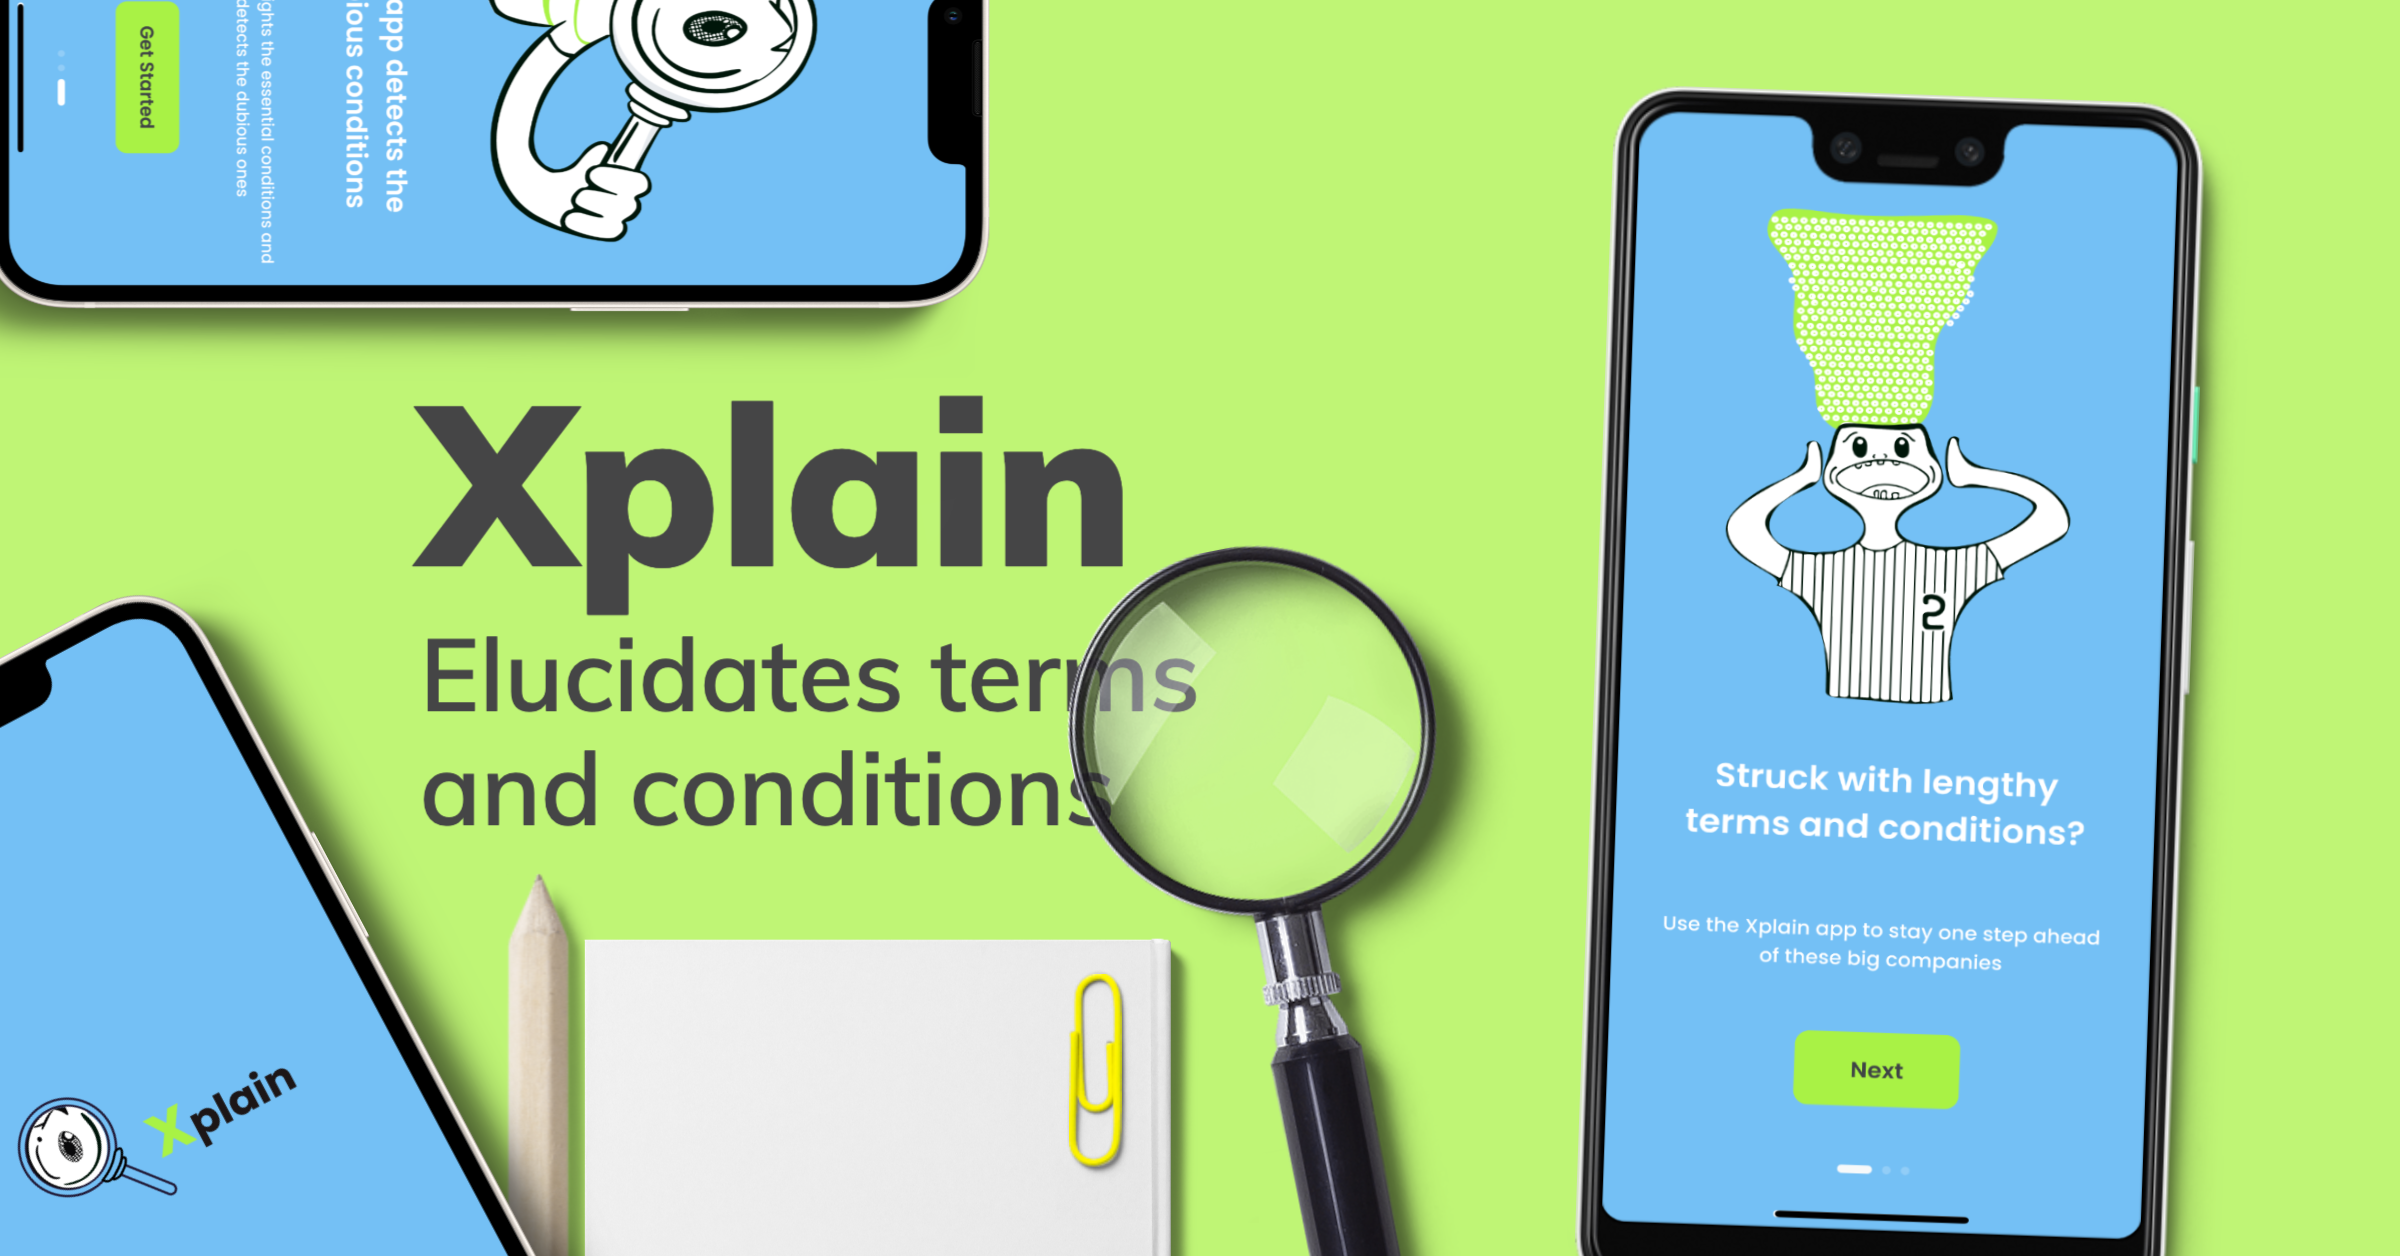 app detects the
ious conditions
ghts the essential conditions and
detects the dubious ones
Get Started
Xplain
Elucidates terms
and conditions
Xplain
2
Struck with lengthy
terms and conditions?
Use the Xplain app to stay one step ahead
of these big companies
Next